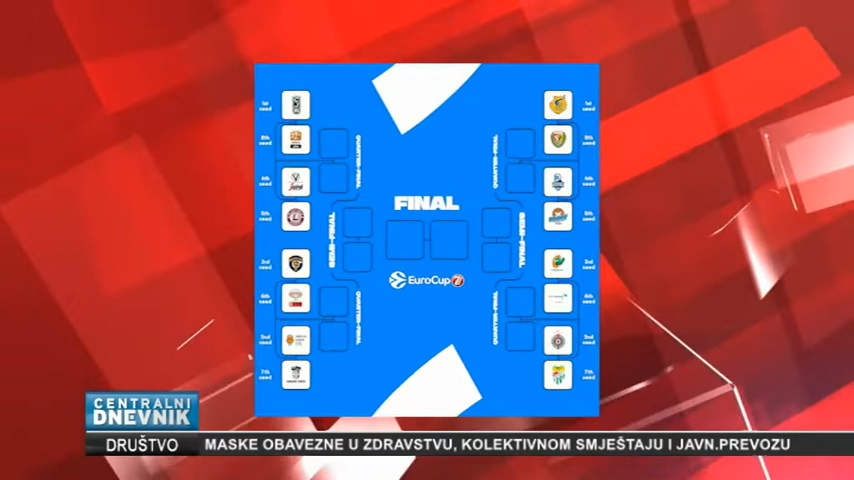 1st seed
8th seed
4th seed
5th seed
3rd seed
6th seed
2nd seed
7th seed
QUARTER-FINAL
QUARTER-FINAL
SEMI-FINAL
FINAL
EuroCup
SEMI-FINAL
QUARTER-FINAL
QUARTER-FINAL
1st seed
8th seed
4th seed
5th seed
3rd seed
6th seed
2nd seed
7th seed
CENTRALNI
DNEVNIK
DRUŠTVO
MASKE OBAVEZNE U ZDRAVSTVU, KOLEKTIVNOM SMJEŠTAJU I JAVN.PREVOZU